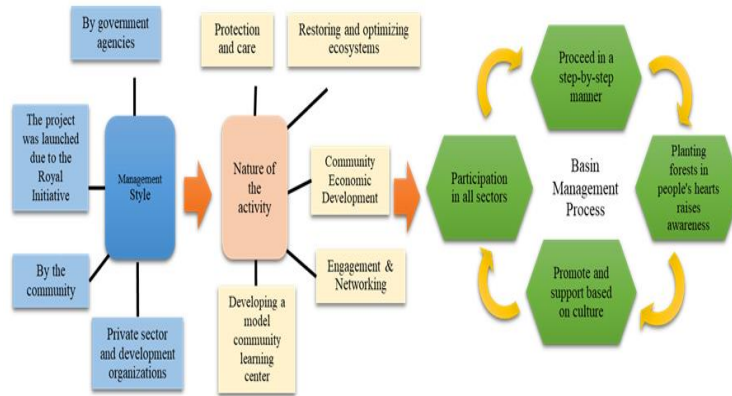 By government
agencies
The project
was launched
due to the
Royal
Initiative
By the
community
Private sector
and development
organizations
Management
Style
Protection
and care
Restoring and optimizing
ecosystems
Nature of
the
activity
Community
Economic
Development
Engagement &
Networking
Developing a
model
community
learning
center
Proceed in a
step-by-step
manner
Participation
in all sectors
Basin
Management
Process
Planting
forests in
people's hearts
raises
awareness
Promote and
support based
on culture